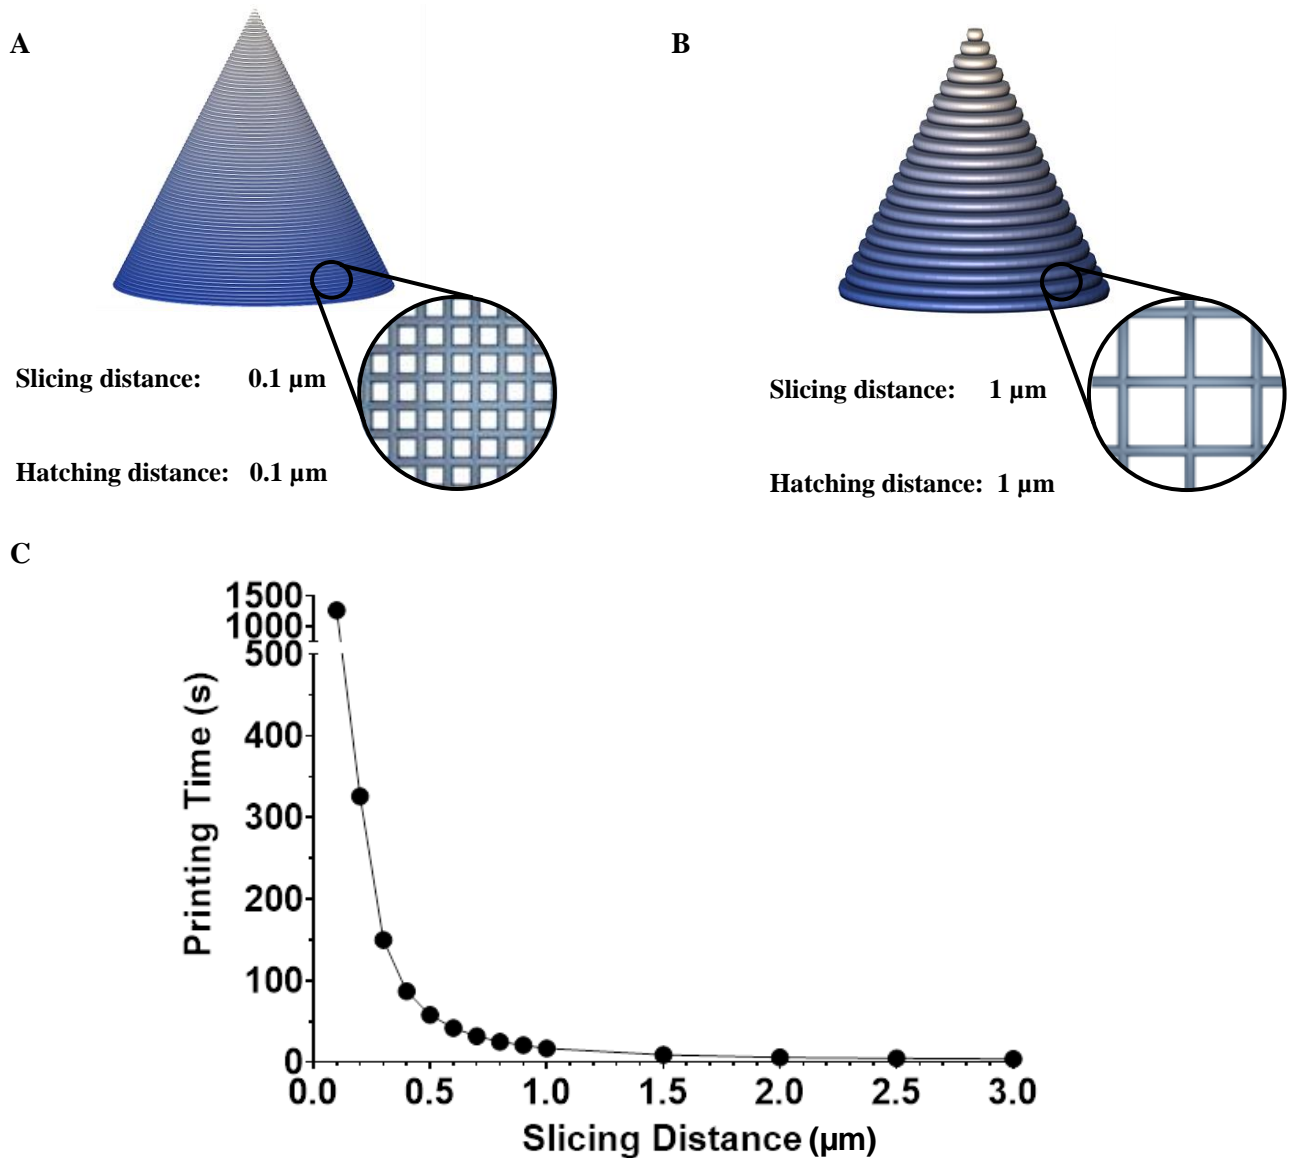 A
B
Slicing distance: 0.1 µm
Hatching distance: 0.1 µm
Slicing distance: 1 µm
Hatching distance: 1 µm
C
1500
1000
500
400
300
200
100
0
Printing Time (s)
0.0 0.5 1.0 1.5 2.0 2.5 3.0
Slicing Distance (µm)